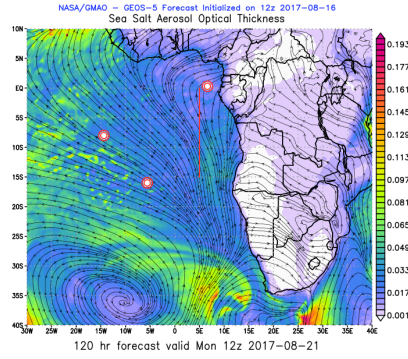 NASA/GMAO - GEOS-5 Forecast Initialized on 12z 2017-08-16
Sea Salt Aerosol Optical Thickness
10N
5N
EQ
5S
10S
15S
20S
25S
30S
35S
40S
30W 25W 20W 15W 10W 5W 0 5E 10E 15E 20E 25E 30E 35E 40E
0.193
0.177
0.161
0.145
0.129
0.113
0.097
0.081
0.065
0.049
0.033
0.017
0.001
120 hr forecast valid Mon 12z 2017-08-21